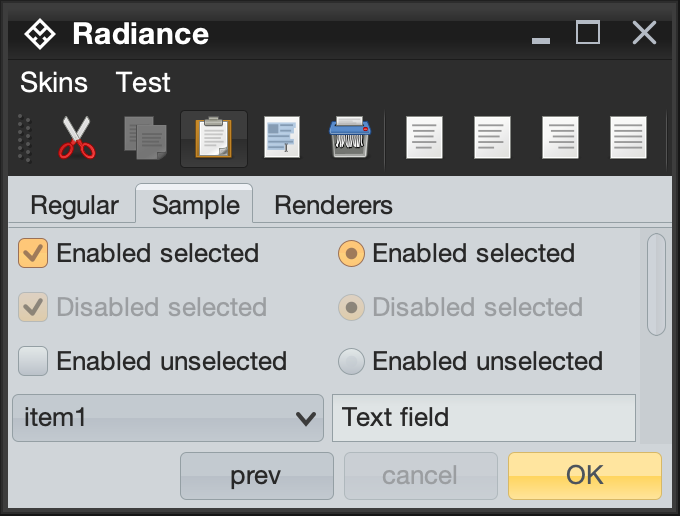 Radiance
Skins Test
Regular Sample Renderers
Enabled selected Enabled selected
Disabled selected Disabled selected
Enabled unselected Enabled unselected
item1 Text field
prev cancel OK